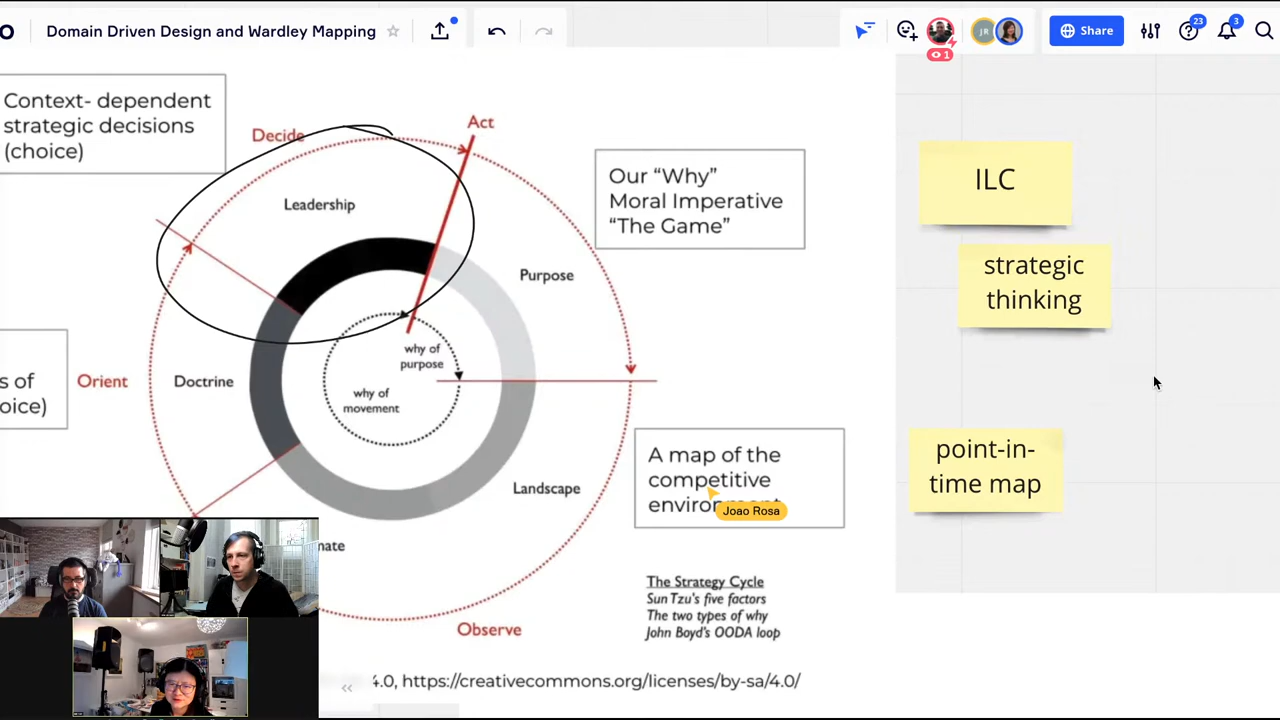 Domain Driven Design and Wardley Mapping
Share
23
3
JR
1
Context- dependent
strategic decisions
(choice)
Decide
Act
Leadership
Our “Why”
Moral Imperative
“The Game”
Purpose
ILC
strategic
thinking
why of
purpose
why of
movement
s of
oice)
Orient
Doctrine
A map of the
competitive
Joao Rosa
Landscape
point-in-
time map
Observe
The Strategy Cycle
Sun Tzu's five factors
The two types of why
John Boyd's OODA loop
4.0, https://creativecommons.org/licenses/by-sa/4.0/